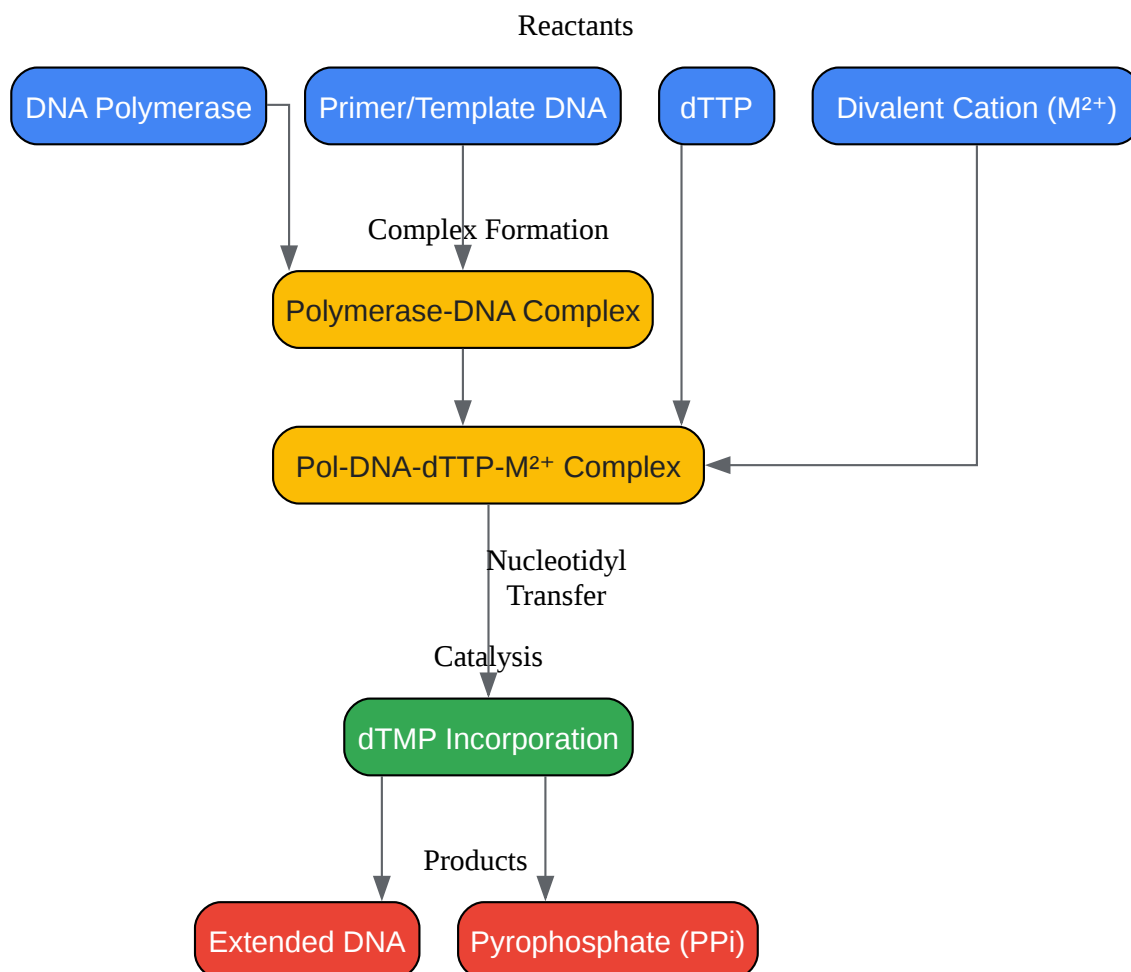 Reactants
DNA Polymerase
Primer/Template DNA
dTTP
Divalent Cation (M²⁺)
Complex Formation
Polymerase-DNA Complex
Pol-DNA-dTTP-M²⁺ Complex
Nucleotidyl
Transfer
Catalysis
dTMP Incorporation
Products
Extended DNA
Pyrophosphate (PPi)